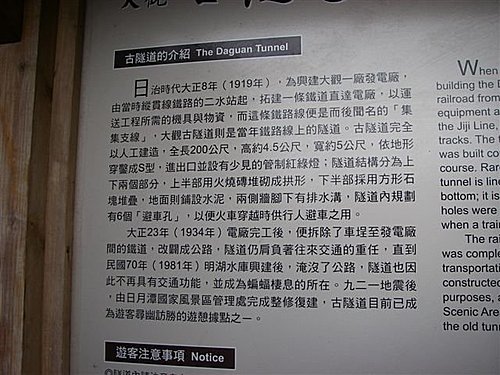 古隧道的介紹 The Daguan Tunnel
日治時代大正8年（1919年），為興建大觀一廠發電廠，
由當時縱貫線鐵路的二水站起，拓建一條鐵道直達電廠，以運
送工程所需的機具與物資，而這條鐵路線便是而後聞名的「集
集支線」，大觀古隧道則是當年鐵路線上的隧道。古隧道完全
以人工建造，全長200公尺，高約4.5公尺，寬約5公尺，依地形
穿鑿成S型，進出口並設有少見的管制紅綠燈；隧道結構分為上
下兩個部分，上半部用火燒磚堆砌成拱形，下半部採用方形石
塊堆疊，地面則鋪設水泥，兩側牆腳下有排水溝，隧道內規劃
有6個「避車孔」，以便火車穿越時供行人避車之用。
大正23年（1934年）電廠完工後，便拆除了車埕至發電廠
間的鐵道，改闢成公路，隧道仍肩負著往來交通的重任，直到
民國70年（1981年）明湖水庫興建後，淹沒了公路，隧道也因
此不再具有交通功能，並成為蝙蝠棲息的所在。九二一地震後
，由日月潭國家風景區管理處完成整修復建，古隧道目前已成
為遊客尋幽訪勝的遊憩據點之一。
遊客注意事項 Notice
When
building the D
railroad from
equipment a
the Jiji Line,
tracks. The t
was built co
course. Rare
tunnel is line
bottom; it is
holes were
when a train
The ra
was comple
transportati
constructed
purposes, a
Scenic Area
the old tunn